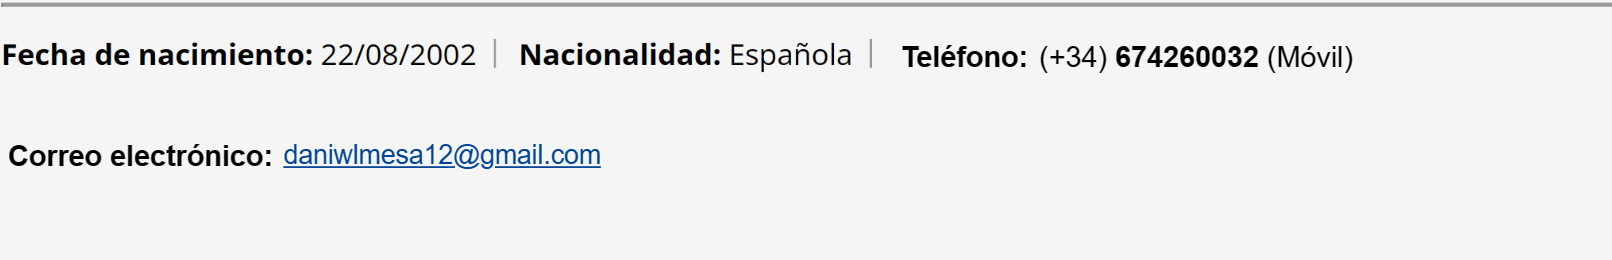 Fecha de nacimiento: 22/08/2002 | Nacionalidad: Española | Teléfono: (+34) 674260032 (Móvil)
Correo electrónico: daniwlmesa12@gmail.com